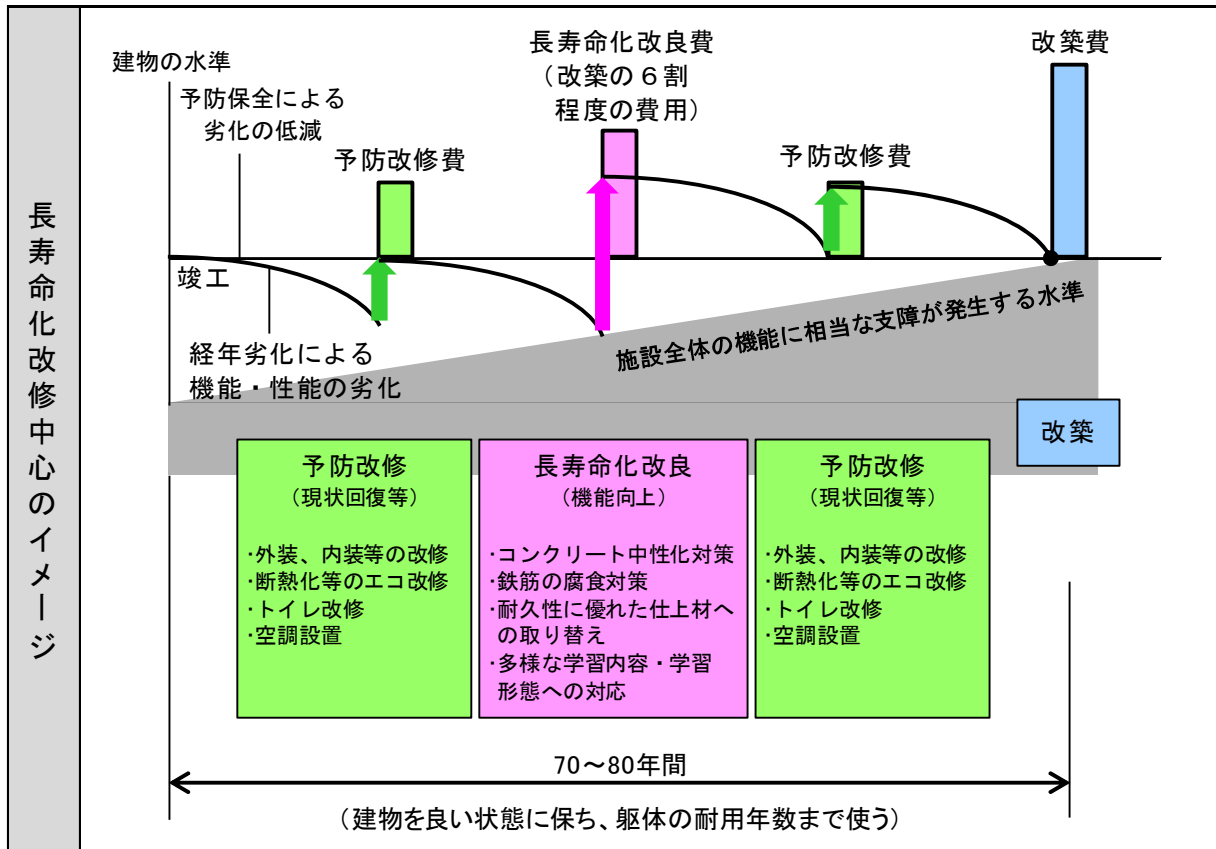 長寿命化改修中心のイメージ
建物の水準
予防保全による
劣化の低減
予防改修費
長寿命化改良費
（改築の６割
程度の費用）
予防改修費
改築費
竣工
経年劣化による
機能・性能の劣化
施設全体の機能に相当な支障が発生する水準
改築
予防改修
（現状回復等）
・外装、内装等の改修
・断熱化等のエコ改修
・トイレ改修
・空調設置
長寿命化改良
（機能向上）
・コンクリート中性化対策
・鉄筋の腐食対策
・耐久性に優れた仕上材へ
の取り替え
・多様な学習内容・学習
形態への対応
予防改修
（現状回復等）
・外装、内装等の改修
・断熱化等のエコ改修
・トイレ改修
・空調設置
70～80年間
（建物を良い状態に保ち、躯体の耐用年数まで使う）